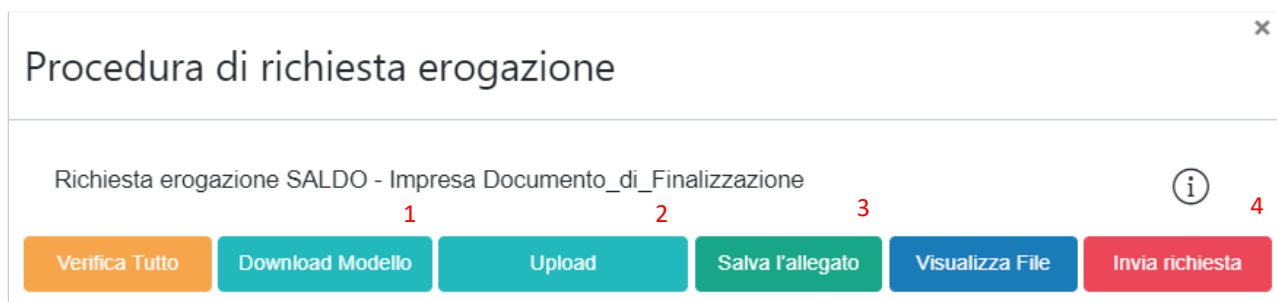 ×
Procedura di richiesta erogazione
Richiesta erogazione SALDO - Impresa Documento_di_Finalizzazione i
1 2 3 4
Verifica Tutto Download Modello Upload Salva l'allegato Visualizza File Invia richiesta